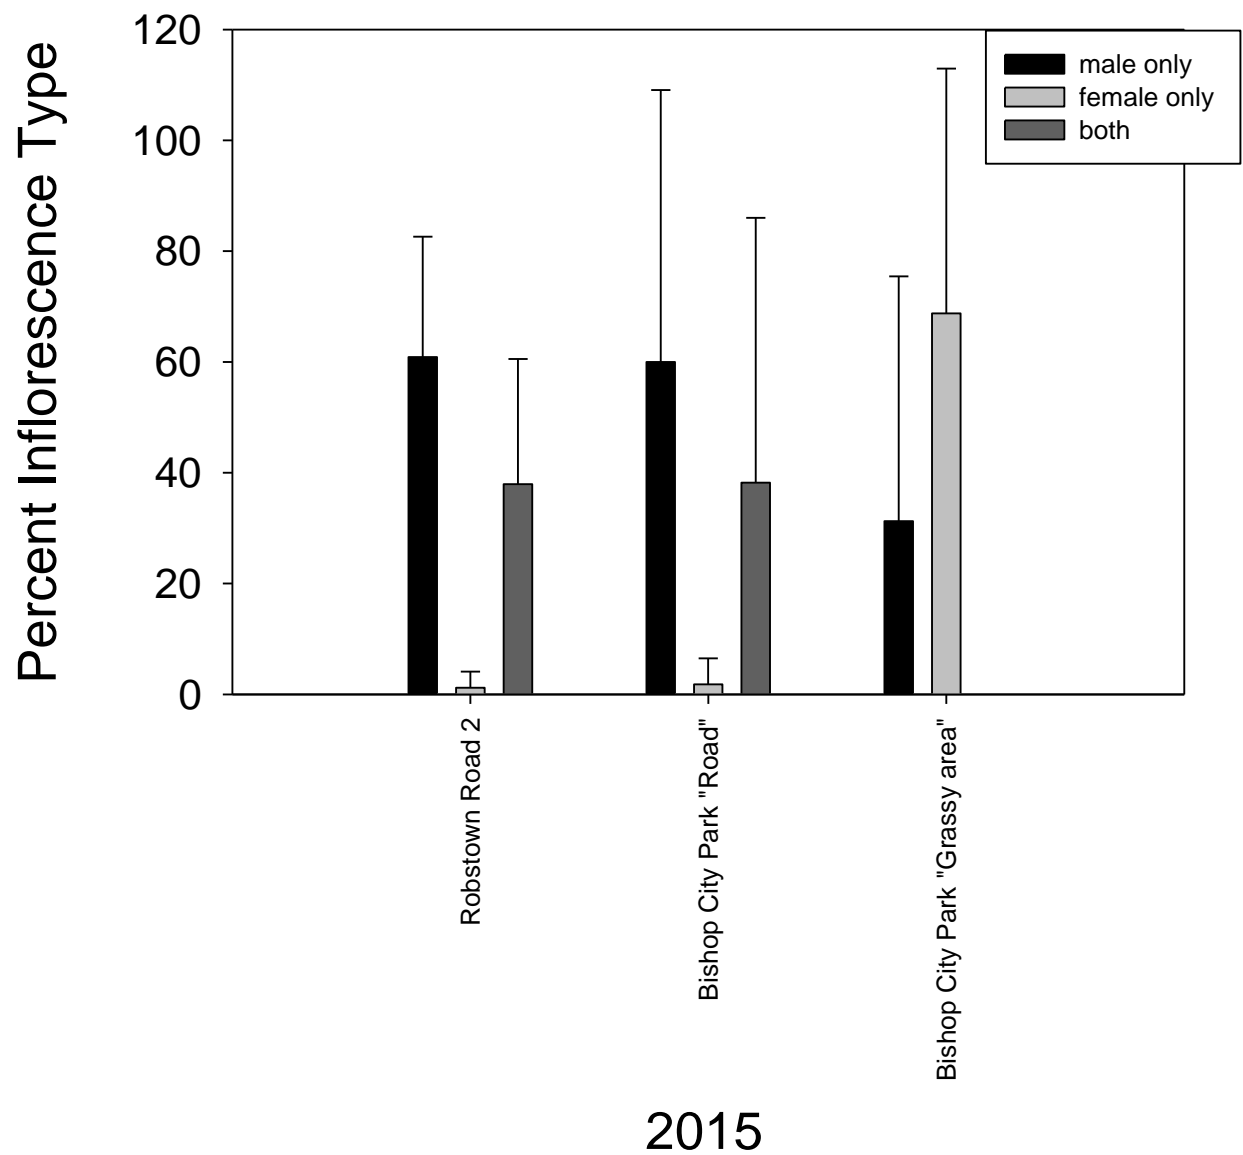 Percent Inflorescence Type
120
100
80
60
40
20
0
male only
female only
both
Robstown Road 2
Bishop City Park "Road"
Bishop City Park "Grassy area"
2015